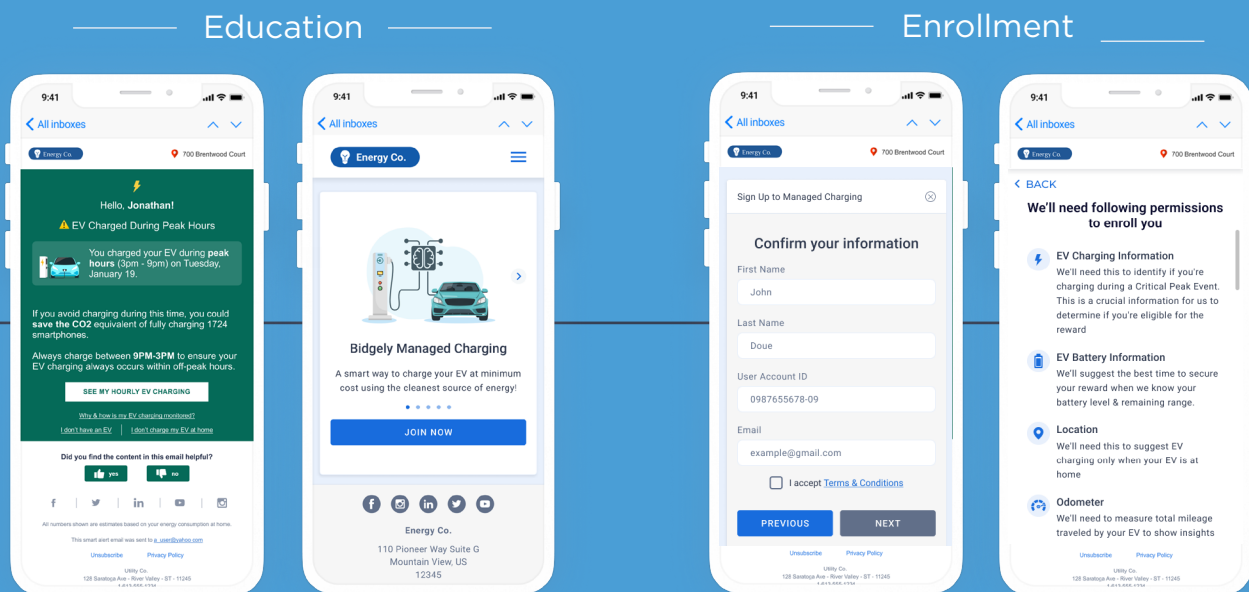 Education
Enrollment
9:41
All inboxes
Energy Co.
700 Brentwood Court
Hello, Jonathan!
EV Charged During Peak Hours
You charged your EV during peak
hours (3pm - 9pm) on Tuesday,
January 19.
If you avoid charging during this time, you could
save the CO2 equivalent of fully charging 1724
smartphones.
Always charge between 9PM-3PM to ensure your
EV charging always occurs within off-peak hours.
SEE MY HOURLY EV CHARGING
Why & how is my EV charging monitored?
I don't have an EV
I don't charge my EV at home
Did you find the content in this email helpful?
yes
no
All numbers shown are estimates based on your energy consumption at home.
This smart alert email was sent to a_user@yahoo.com
Unsubscribe
Privacy Policy
Utility Co.
128 Saratoga Ave - River Valley - ST - 11245
9:41
All inboxes
Energy Co.
Bidgely Managed Charging
A smart way to charge your EV at minimum
cost using the cleanest source of energy!
JOIN NOW
Energy Co.
110 Pioneer Way Suite G
Mountain View, US
12345
9:41
All inboxes
Energy Co.
700 Brentwood Court
Sign Up to Managed Charging
Confirm your information
First Name
John
Last Name
Doue
User Account ID
0987655678-09
Email
example@gmail.com
I accept Terms & Conditions
PREVIOUS
NEXT
Unsubscribe
Privacy Policy
Utility Co.
128 Saratoga Ave - River Valley - ST - 11245
9:41
All inboxes
Energy Co.
700 Brentwood Court
BACK
We'll need following permissions
to enroll you
EV Charging Information
We'll need this to identify if you're
charging during a Critical Peak Event.
This is a crucial information for us to
determine if you're eligible for the
reward
EV Battery Information
We'll suggest the best time to secure
your reward when we know your
battery level & remaining range.
Location
We'll need this to suggest EV
charging only when your EV is at
home
Odometer
We'll need to measure total mileage
traveled by your EV to show insights
Unsubscribe
Privacy Policy
Utility Co.
128 Saratoga Ave - River Valley - ST - 11245